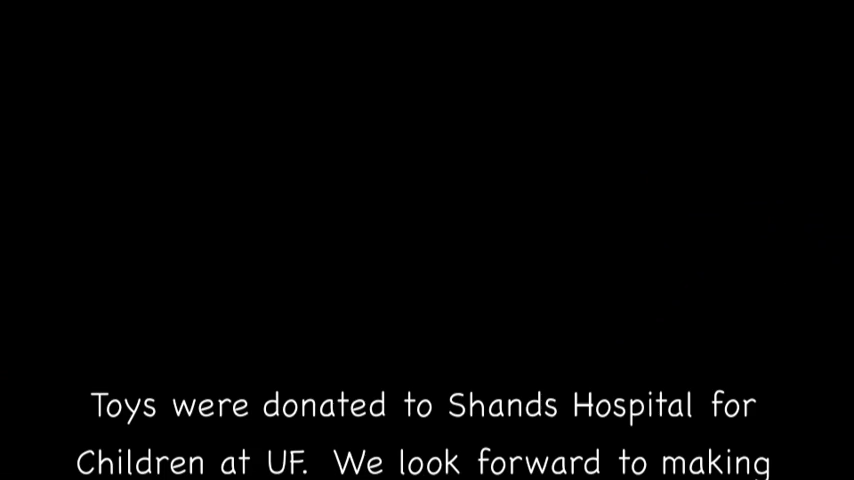 Toys were donated to Shands Hospital for
Children at UF.  We look forward to making